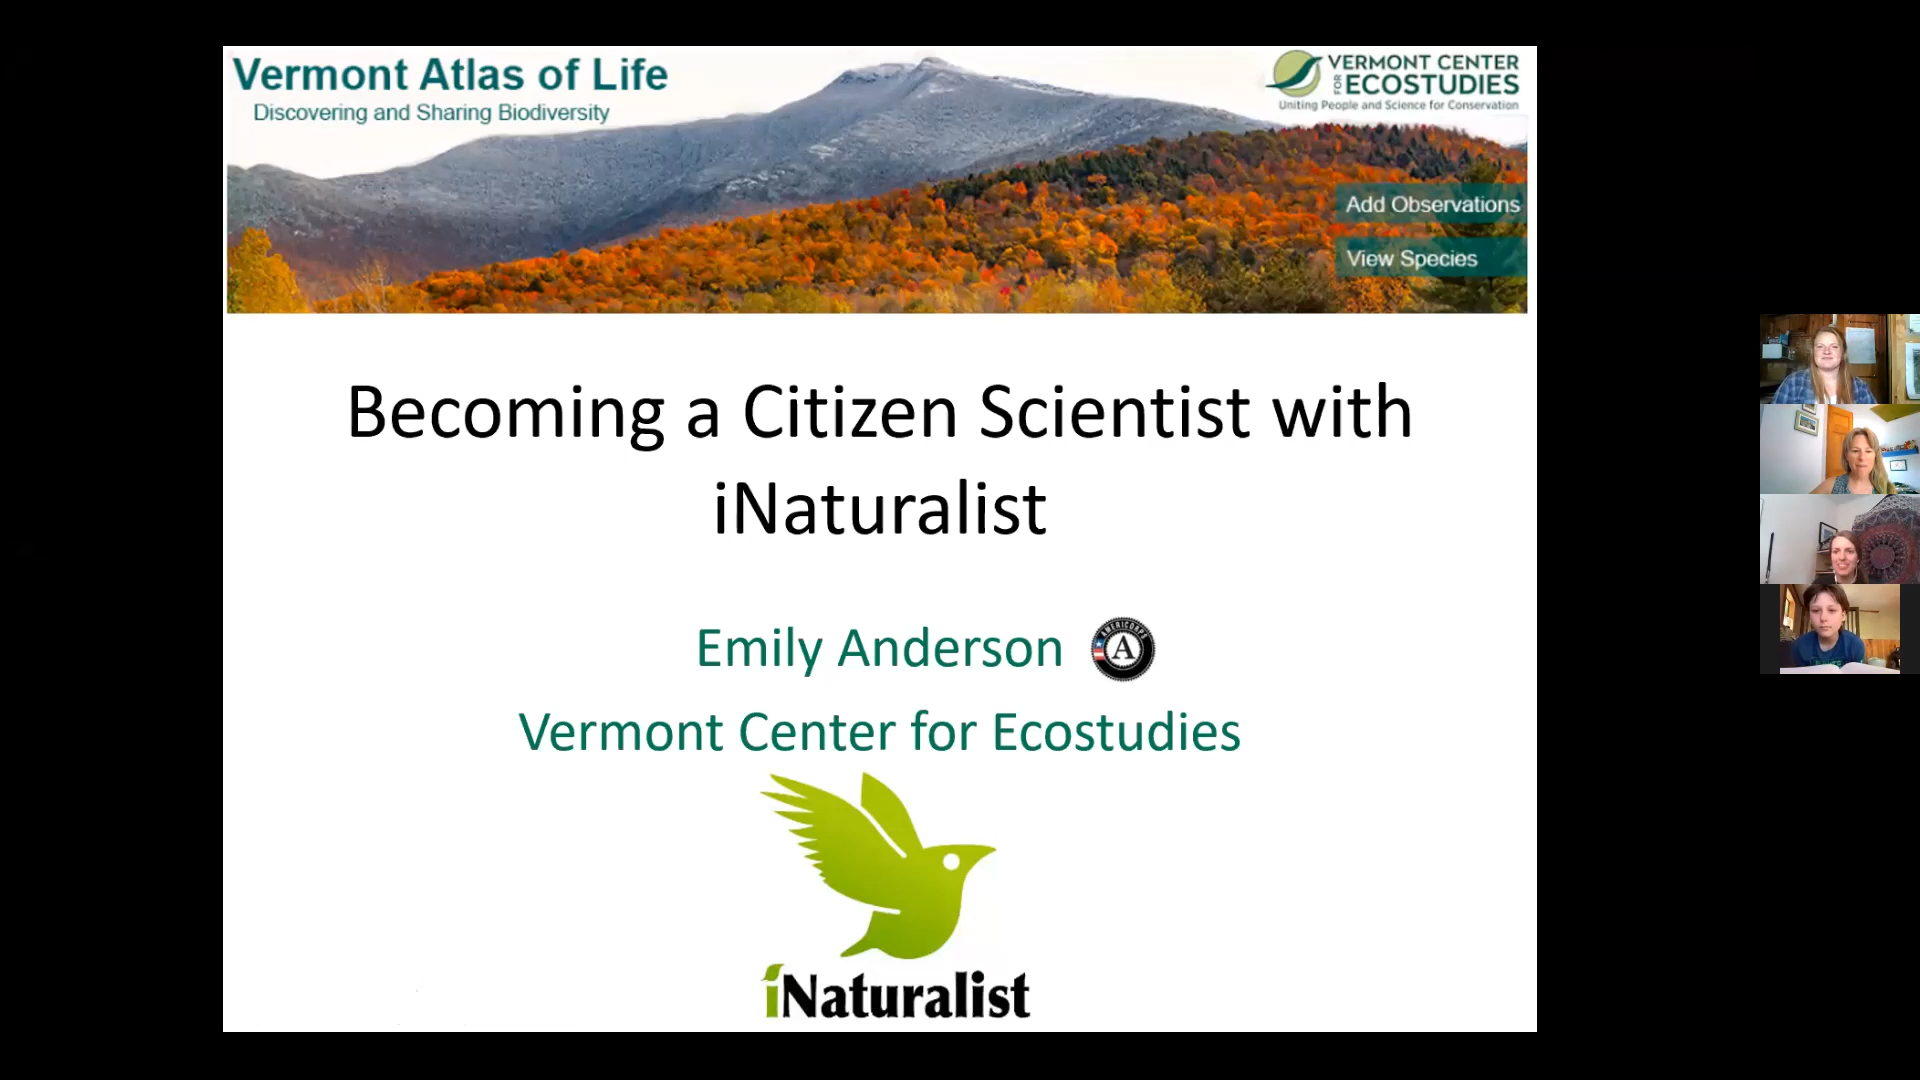 Vermont Atlas of Life
Discovering and Sharing Biodiversity
VERMONT CENTER
FOR ECOSTUDIES
Uniting People and Science for Conservation
Add Observations
View Species
Becoming a Citizen Scientist with
iNaturalist
Emily Anderson
AMERICORPS
A
Vermont Center for Ecostudies
iNaturalist